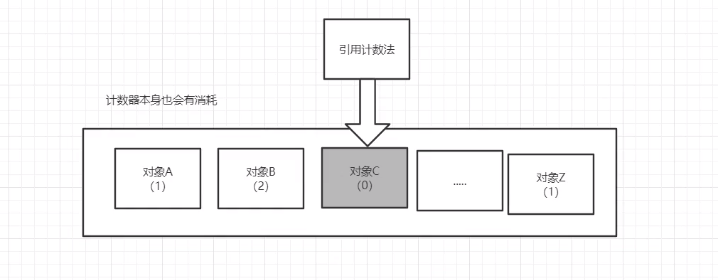 引用计数法
计数器本身也会有消耗
对象A
（1）
对象B
（2）
对象C
（0）
.....
对象Z
（1）